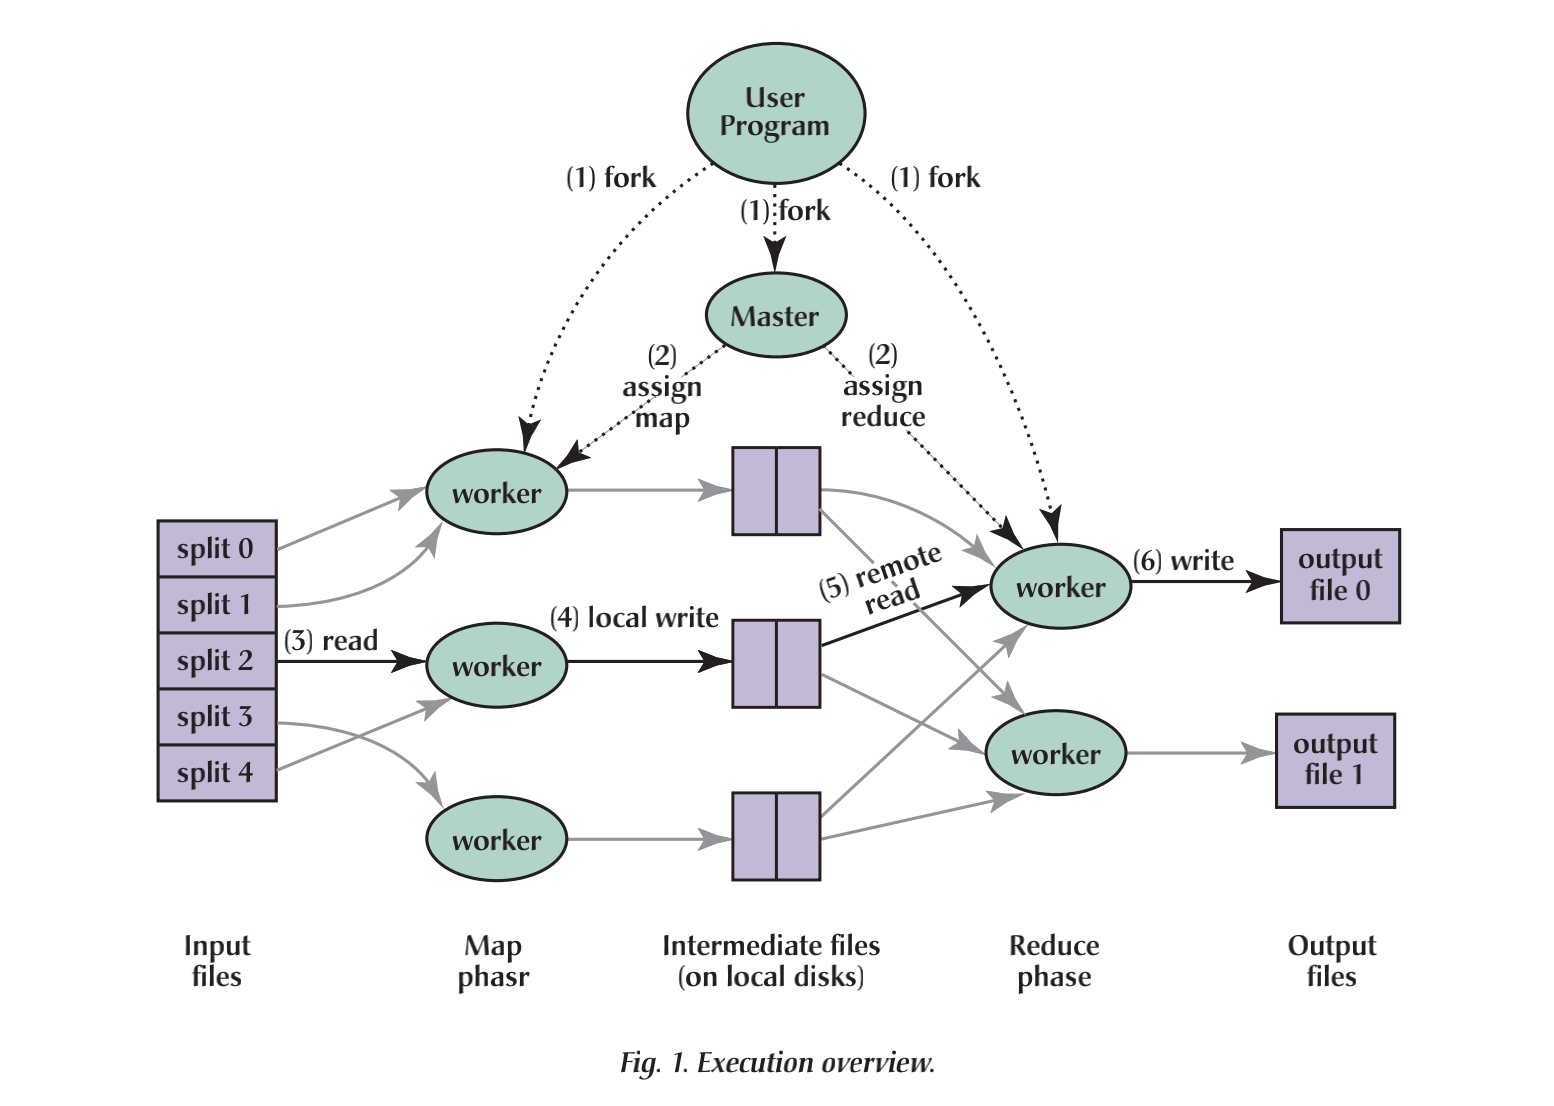 User
Program
(1) fork
(1) fork
(1) fork
Master
(2)
assign
map
(2)
assign
reduce
worker
split 0
split 1
split 2
split 3
split 4
(3) read
worker
(4) local write
worker
(5) remote
read
worker
(6) write
output
file 0
worker
output
file 1
Input
files
Map
phasr
Intermediate files
(on local disks)
Reduce
phase
Output
files
Fig. 1. Execution overview.